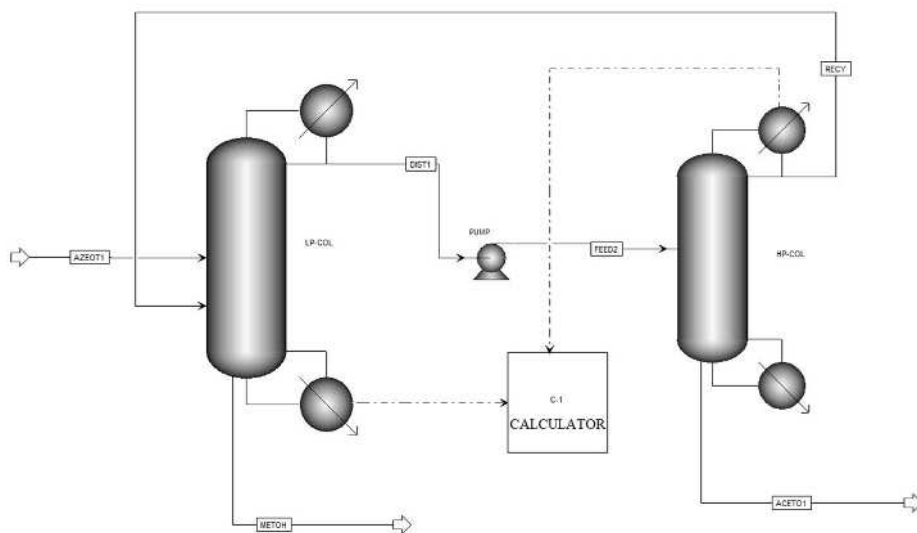 RECY
DIST1
LP-COL
PUMP
AZEOT1
FEED2
HP-COL
C-1
CALCULATOR
METOH
ACETO1